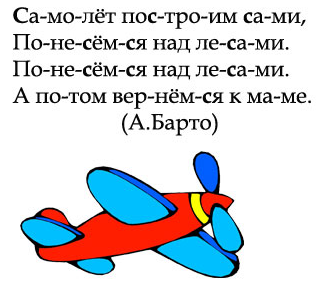 Са-мо-лёт пос-тро-им са-ми,
По-не-сём-ся над ле-са-ми.
По-не-сём-ся над ле-са-ми.
А по-том вер-нём-ся к ма-ме.
(А.Барто)